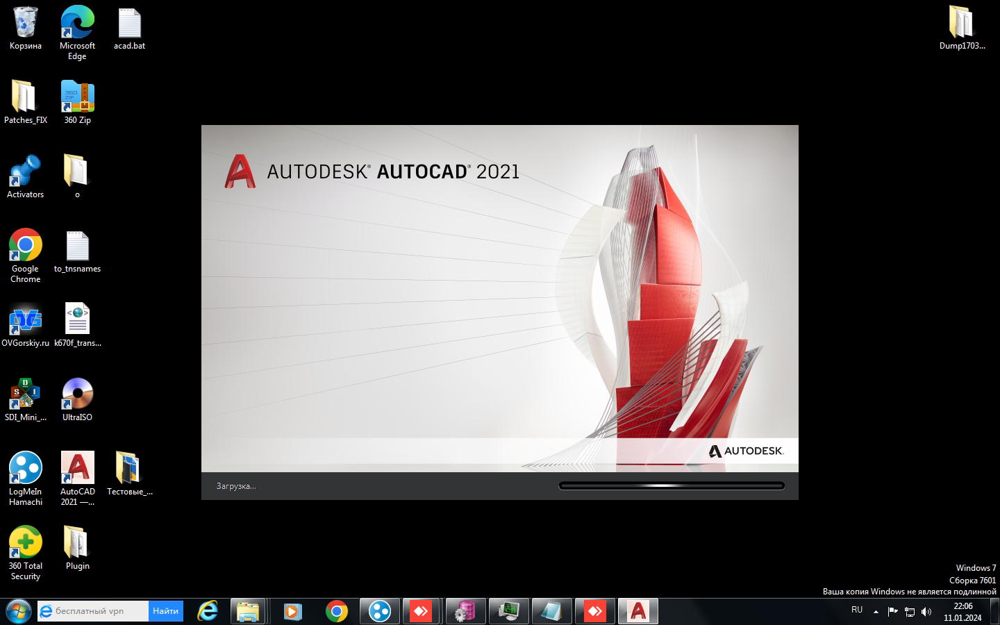 Корзина
Microsoft
Edge
acad.bat
Dump1703...
Patches_FIX
360 Zip
360
ZIP
Activators
o
Google
Chrome
to_tnsnames
OVGorskiy.ru
k670f_trans...
SDI_Mini_...
UltraISO
LogMeIn
Hamachi
AutoCAD
2021 —...
Тестовые_...
360 Total
Security
Plugin
AUTODESK® AUTOCAD® 2021
AUTODESK.
Загрузка...
Windows 7
Сборка 7601
Ваша копия Windows не является подлинной
бесплатный vpn
Найти
RU
22:06
11.01.2024